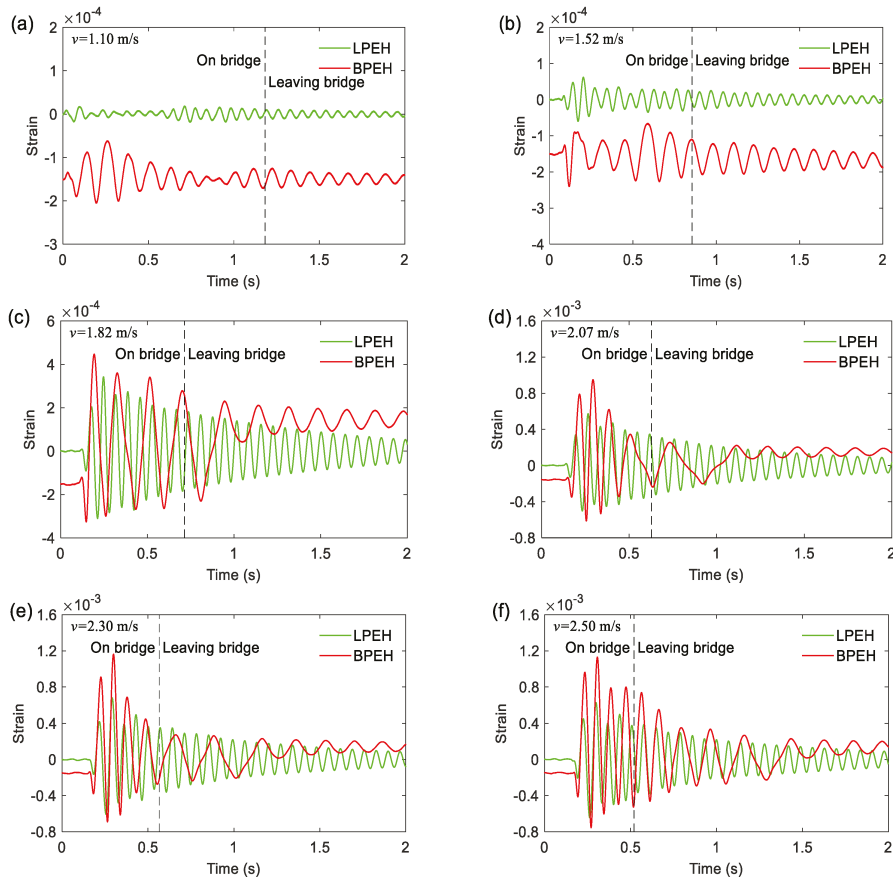 (a)
×10⁻⁴
v=1.10 m/s
On bridge
Leaving bridge
LPEH
BPEH
2
1
0
-1
-2
-3
Strain
0 0.5 1 1.5 2
Time (s)
(b)
×10⁻⁴
v=1.52 m/s
On bridge
Leaving bridge
LPEH
BPEH
2
1
0
-1
-2
-3
-4
Strain
0 0.5 1 1.5 2
Time (s)
(c)
×10⁻⁴
v=1.82 m/s
On bridge
Leaving bridge
LPEH
BPEH
6
4
2
0
-2
-4
Strain
0 0.5 1 1.5 2
Time (s)
(d)
×10⁻³
v=2.07 m/s
On bridge
Leaving bridge
LPEH
BPEH
1.6
1.2
0.8
0.4
0
-0.4
-0.8
Strain
0 0.5 1 1.5 2
Time (s)
(e)
×10⁻³
v=2.30 m/s
On bridge
Leaving bridge
LPEH
BPEH
1.6
1.2
0.8
0.4
0
-0.4
-0.8
Strain
0 0.5 1 1.5 2
Time (s)
(f)
×10⁻³
v=2.50 m/s
On bridge
Leaving bridge
LPEH
BPEH
1.6
1.2
0.8
0.4
0
-0.4
-0.8
Strain
0 0.5 1 1.5 2
Time (s)